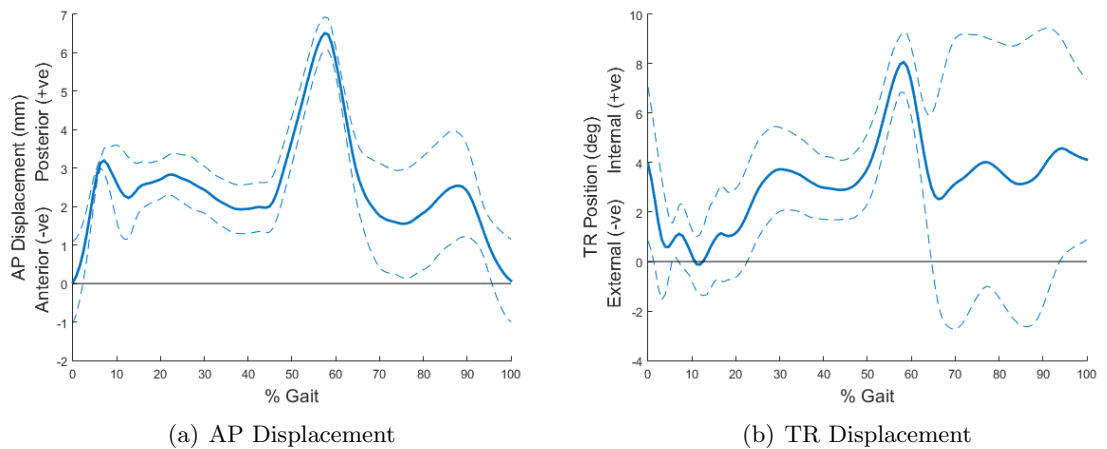 7
6
5
4
3
2
1
0
-1
-2
AP Displacement (mm)
Anterior (-ve) Posterior (+ve)
0 10 20 30 40 50 60 70 80 90 100
% Gait
(a) AP Displacement
10
8
6
4
2
0
-2
-4
TR Position (deg)
External (-ve) Internal (+ve)
0 10 20 30 40 50 60 70 80 90 100
% Gait
(b) TR Displacement